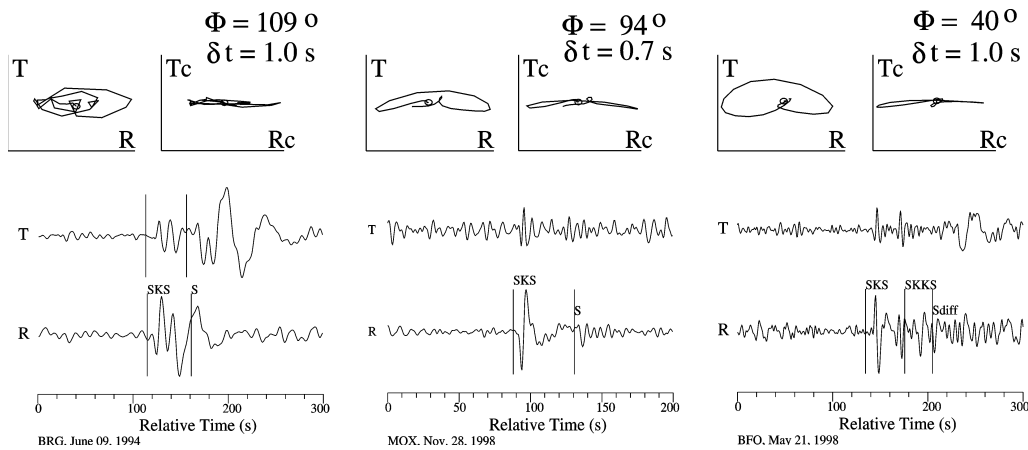 Φ = 109 o
δ t = 1.0 s
T
R
Tc
Rc
T
SKS S
R
0 100 200 300
Relative Time (s)
BRG, June 09, 1994
Φ = 94 o
δ t = 0.7 s
T
R
Tc
Rc
T
SKS
S
R
0 50 100 150 200
Relative Time (s)
MOX, Nov. 28, 1998
Φ = 40 o
δ t = 1.0 s
T
R
Tc
Rc
T
SKS SKKS
Sdiff
R
0 100 200 300
Relative Time (s)
BFO, May 21, 1998